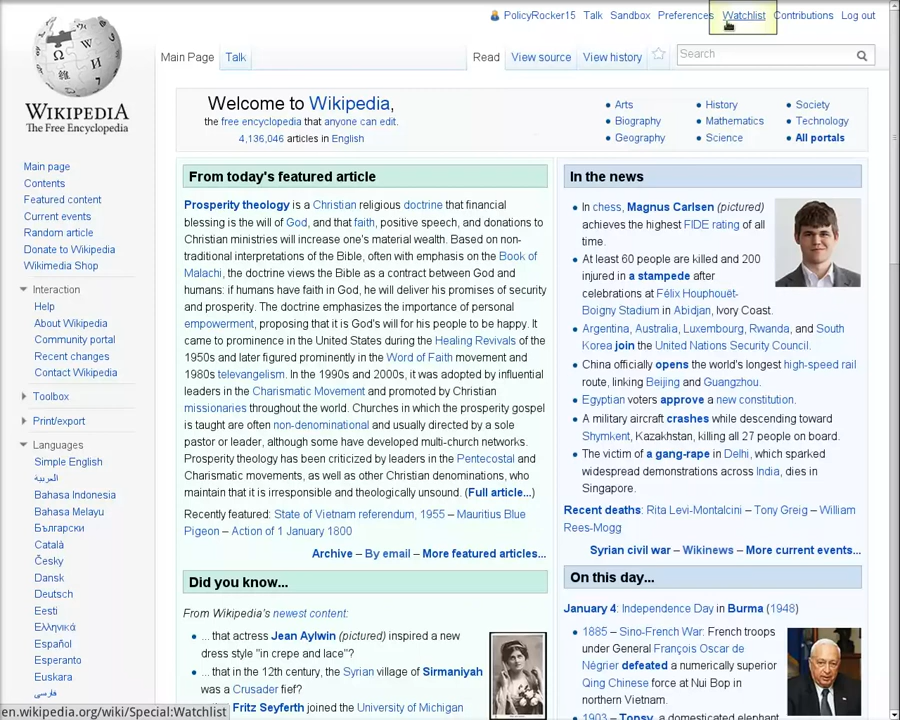 PolicyRocker15 Talk Sandbox Preferences Watchlist Contributions Log out
Main Page Talk Read View source View history Search
WIKIPEDIA
The Free Encyclopedia
Main page
Contents
Featured content
Current events
Random article
Donate to Wikipedia
Wikimedia Shop
Interaction
Help
About Wikipedia
Community portal
Recent changes
Contact Wikipedia
Toolbox
Print/export
Languages
Simple English
العربية
Bahasa Indonesia
Bahasa Melayu
Български
Català
Česky
Dansk
Deutsch
Eesti
Ελληνικά
Español
Esperanto
Euskara
فارسی
Welcome to Wikipedia,
the free encyclopedia that anyone can edit.
4,136,046 articles in English
Arts
Biography
Geography
History
Mathematics
Science
Society
Technology
All portals
From today's featured article
Prosperity theology is a Christian religious doctrine that financial
blessing is the will of God, and that faith, positive speech, and donations to
Christian ministries will increase one's material wealth. Based on non-
traditional interpretations of the Bible, often with emphasis on the Book of
Malachi, the doctrine views the Bible as a contract between God and
humans: if humans have faith in God, he will deliver his promises of security
and prosperity. The doctrine emphasizes the importance of personal
empowerment, proposing that it is God's will for his people to be happy. It
came to prominence in the United States during the Healing Revivals of the
1950s and later figured prominently in the Word of Faith movement and
1980s televangelism. In the 1990s and 2000s, it was adopted by influential
leaders in the Charismatic Movement and promoted by Christian
missionaries throughout the world. Churches in which the prosperity gospel
is taught are often non-denominational and usually directed by a sole
pastor or leader, although some have developed multi-church networks.
Prosperity theology has been criticized by leaders in the Pentecostal and
Charismatic movements, as well as other Christian denominations, who
maintain that it is irresponsible and theologically unsound. (Full article...)
Recently featured: State of Vietnam referendum, 1955 – Mauritius Blue
Pigeon – Action of 1 January 1800
Archive – By email – More featured articles...
Did you know...
From Wikipedia's newest content:
... that actress Jean Aylwin (pictured) inspired a new
dress style "in crepe and lace"?
... that in the 12th century, the Syrian village of Sirmaniyah
was a Crusader fief?
Fritz Seyferth joined the University of Michigan
In the news
In chess, Magnus Carlsen (pictured)
achieves the highest FIDE rating of all
time.
At least 60 people are killed and 200
injured in a stampede after
celebrations at Félix Houphouët-
Boigny Stadium in Abidjan, Ivory Coast.
Argentina, Australia, Luxembourg, Rwanda, and South
Korea join the United Nations Security Council.
China officially opens the world's longest high-speed rail
route, linking Beijing and Guangzhou.
Egyptian voters approve a new constitution.
A military aircraft crashes while descending toward
Shymkent, Kazakhstan, killing all 27 people on board.
The victim of a gang-rape in Delhi, which sparked
widespread demonstrations across India, dies in
Singapore.
Recent deaths: Rita Levi-Montalcini – Tony Greig – William
Rees-Mogg
Syrian civil war – Wikinews – More current events...
On this day...
January 4: Independence Day in Burma (1948)
1885 – Sino-French War: French troops
under General François Oscar de
Négrier defeated a numerically superior
Qing Chinese force at Nui Bop in
northern Vietnam.
1903 – Topsy, a domesticated elephant
en.wikipedia.org/wiki/Special:Watchlist